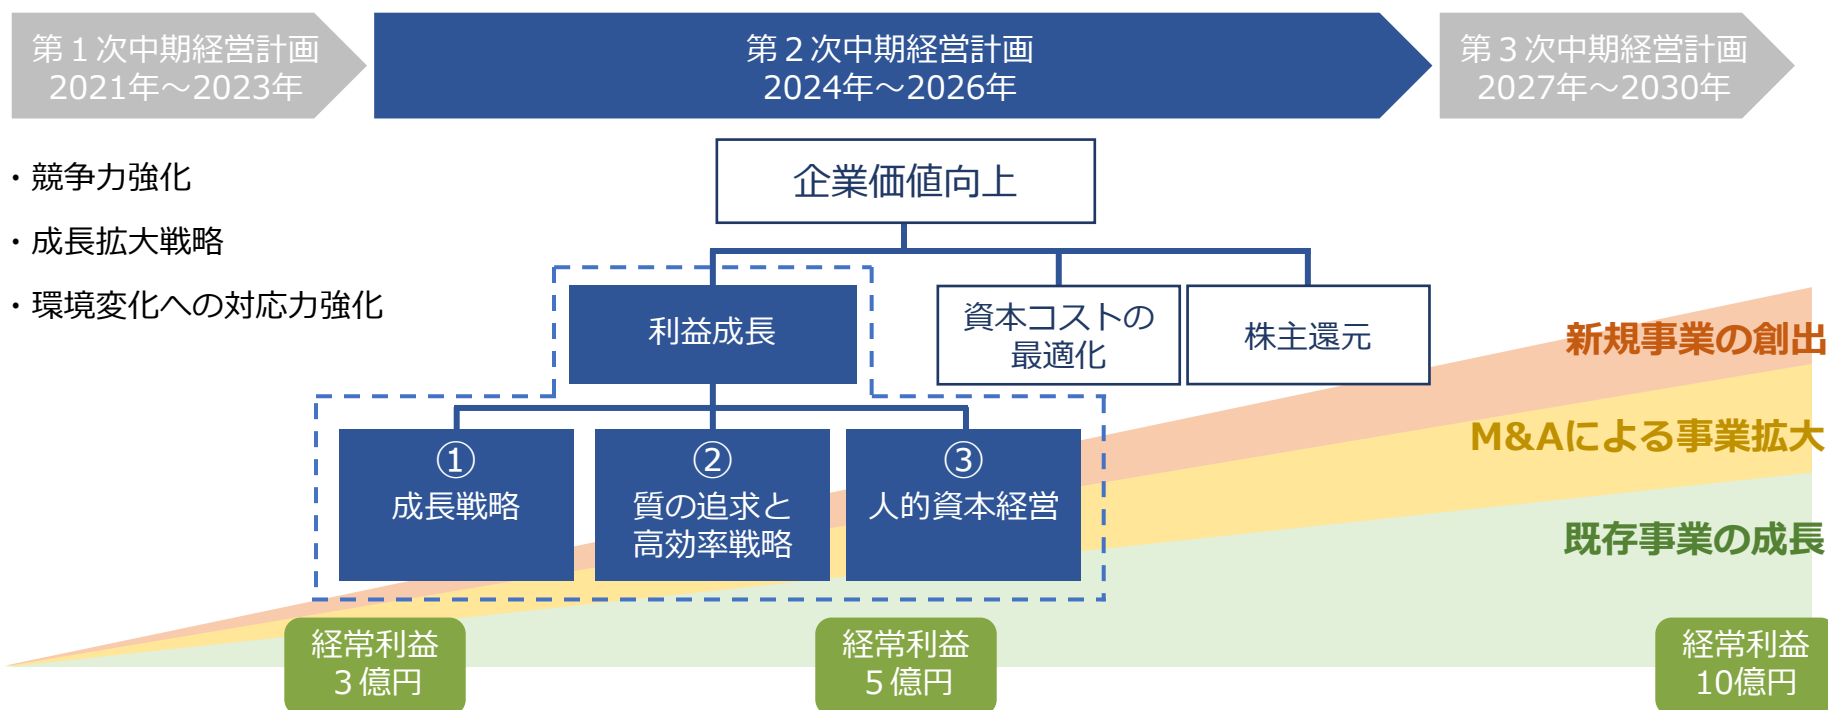 第１次中期経営計画
2021年～2023年
第２次中期経営計画
2024年～2026年
第３次中期経営計画
2027年～2030年
・競争力強化
・成長拡大戦略
・環境変化への対応力強化
企業価値向上
利益成長
資本コストの
最適化
株主還元
①
成長戦略
②
質の追求と
高効率戦略
③
人的資本経営
新規事業の創出
M&Aによる事業拡大
既存事業の成長
経常利益
３億円
経常利益
５億円
経常利益
10億円